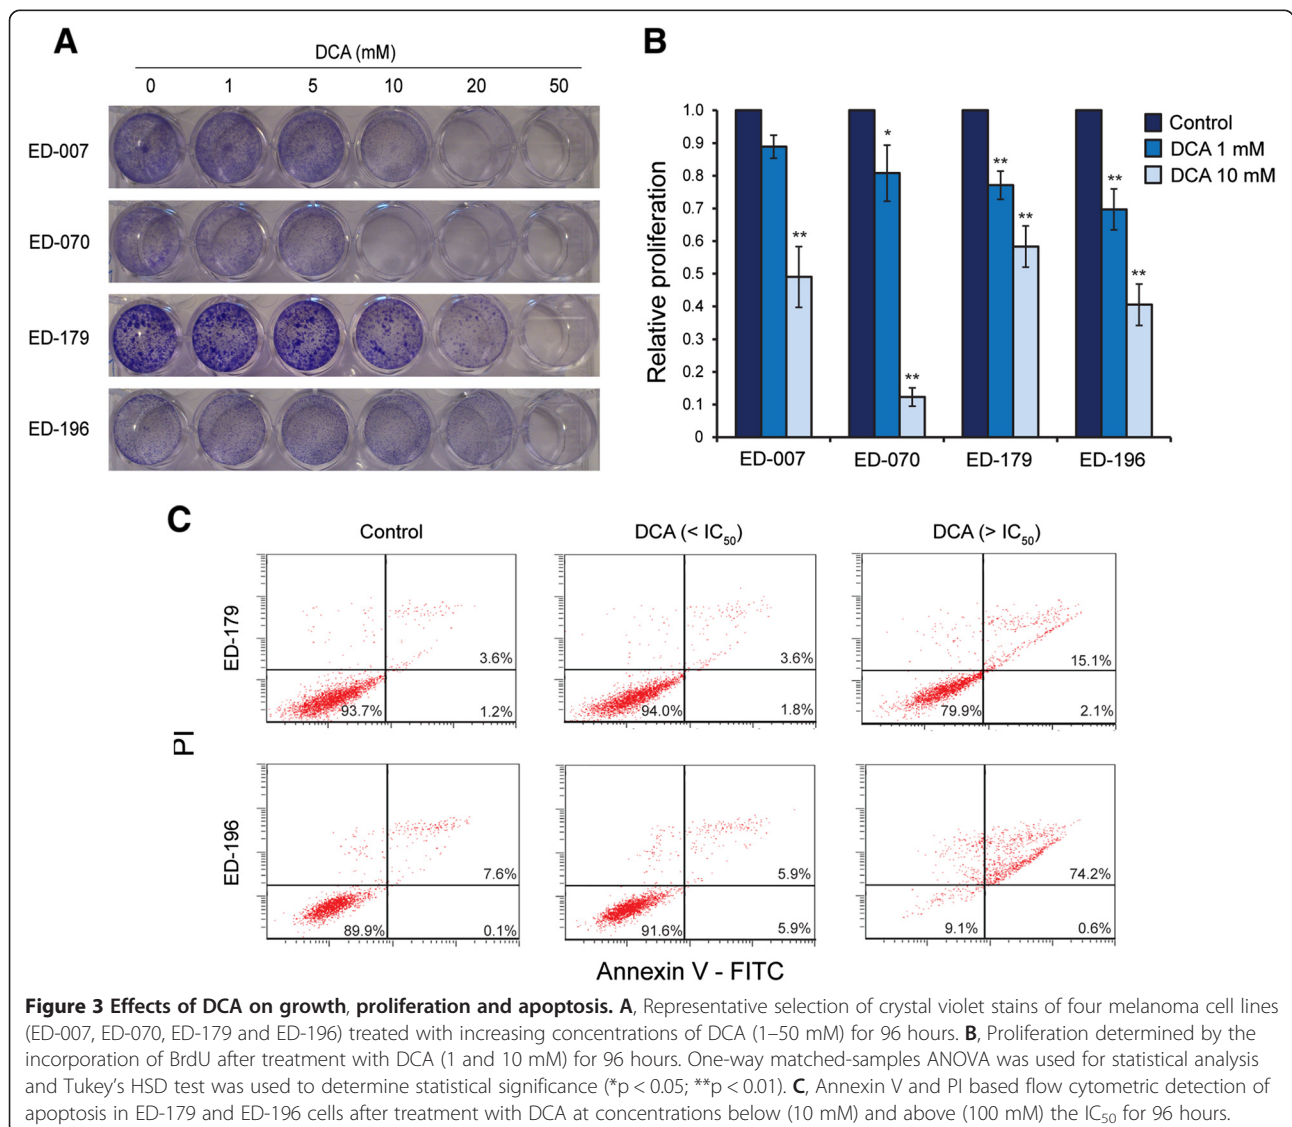 A
DCA (mM)
0 1 5 10 20 50
ED-007
ED-070
ED-179
ED-196
B
Relative proliferation
1.0
0.9
0.8
0.7
0.6
0.5
0.4
0.3
0.2
0.1
0
Control
DCA 1 mM
DCA 10 mM
**
*
**
**
**
**
**
ED-007 ED-070 ED-179 ED-196
C
Control DCA (< IC50) DCA (> IC50)
ED-179
3.6%
93.7%
1.2%
3.6%
94.0%
1.8%
15.1%
79.9%
2.1%
PI
ED-196
7.6%
89.9%
0.1%
5.9%
91.6%
5.9%
74.2%
9.1%
0.6%
Annexin V - FITC
Figure 3 Effects of DCA on growth, proliferation and apoptosis. A, Representative selection of crystal violet stains of four melanoma cell lines
(ED-007, ED-070, ED-179 and ED-196) treated with increasing concentrations of DCA (1–50 mM) for 96 hours. B, Proliferation determined by the
incorporation of BrdU after treatment with DCA (1 and 10 mM) for 96 hours. One-way matched-samples ANOVA was used for statistical analysis
and Tukey's HSD test was used to determine statistical significance (*p < 0.05; **p < 0.01). C, Annexin V and PI based flow cytometric detection of
apoptosis in ED-179 and ED-196 cells after treatment with DCA at concentrations below (10 mM) and above (100 mM) the IC50 for 96 hours.